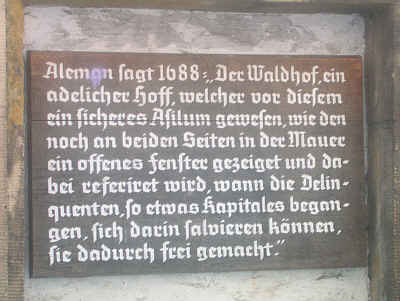 Aleman sagt 1688: „Der Waldhof, ein
adelicher Hoff, welcher vor diesem
ein sicheres Asilum gewesen, wie den
noch an beiden Seiten in der Mauer
ein offenes Fenster gezeiget und da-
bei referiret wird, wann die Delin-
quenten, so etwas Kapitales began-
gen, sich darin salvieren können,
sie dadurch frei gemacht.”